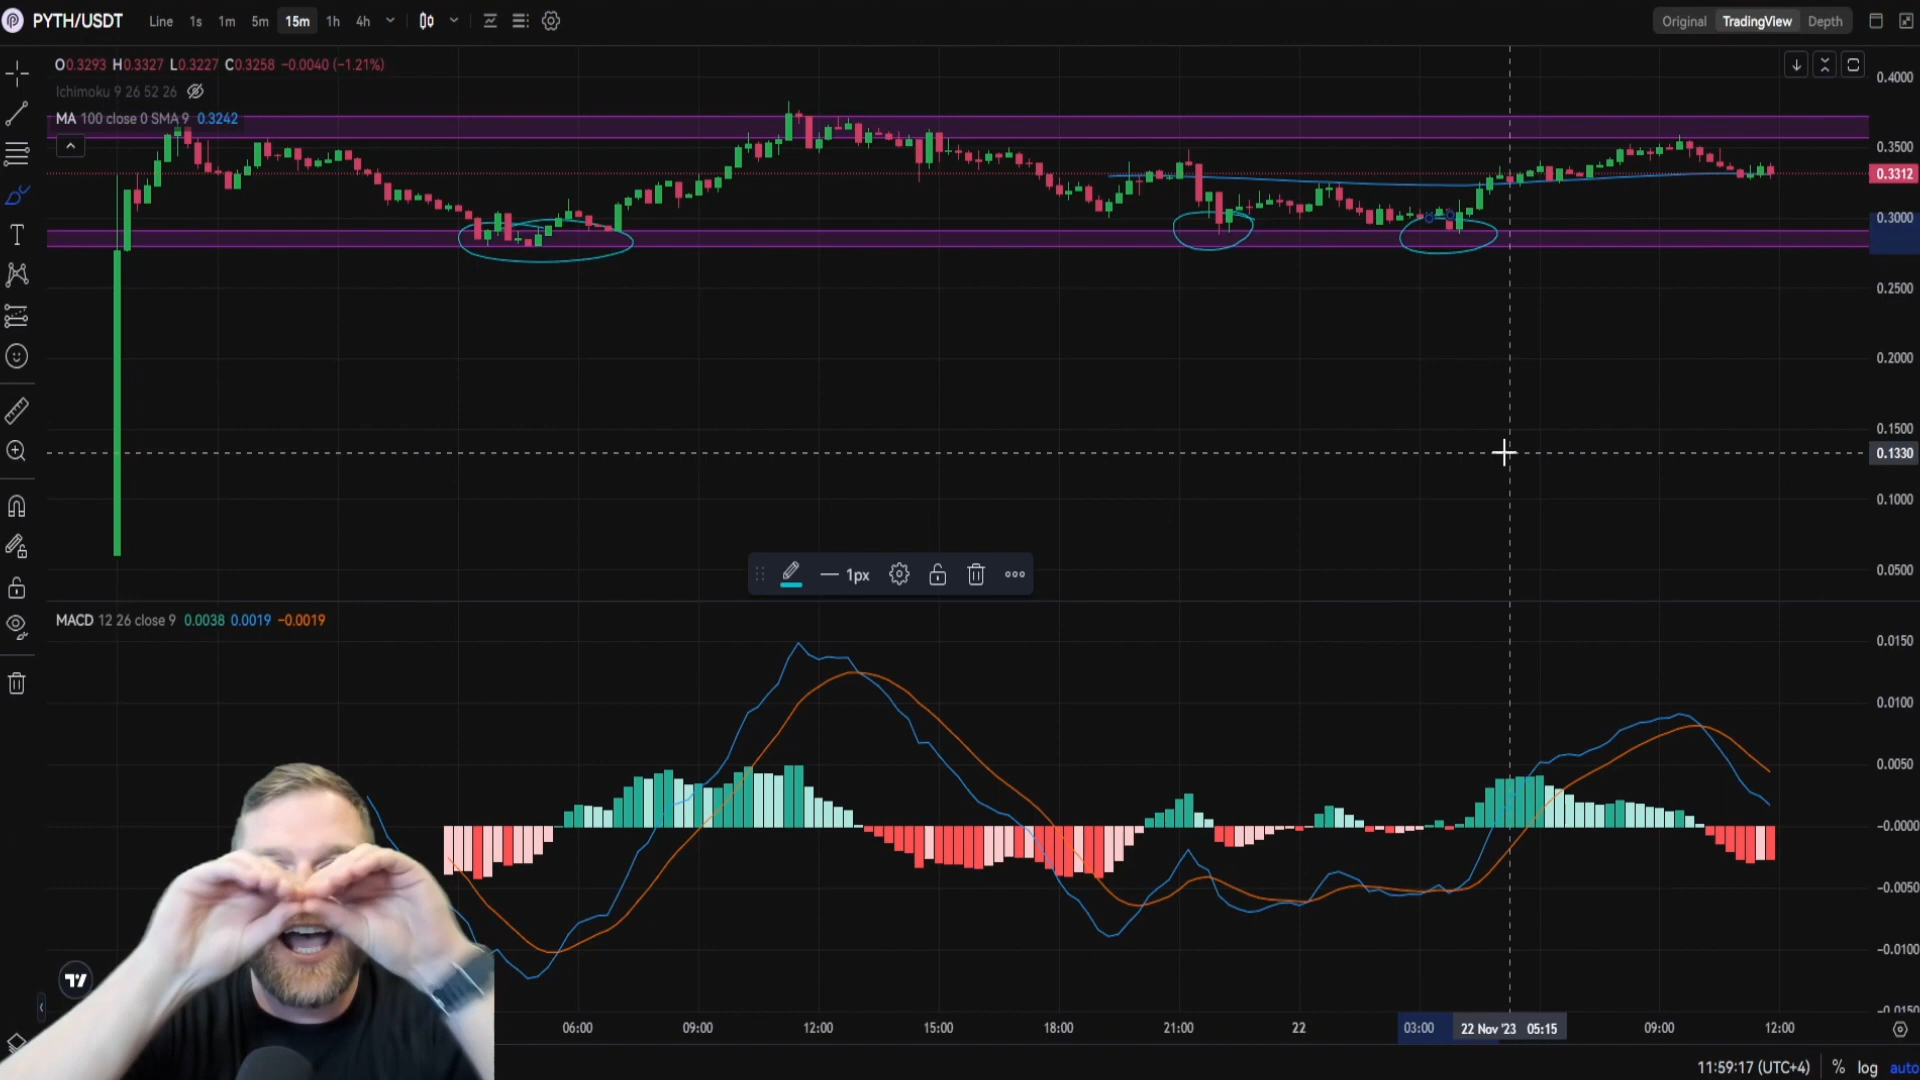 PYTH/USDT Line 1s 1m 5m 15m 1h 4h Original TradingView Depth
O0.3293 H0.3327 L0.3227 C0.3258 −0.0040 (−1.21%)
Ichimoku 9 26 52 26
MA 100 close 0 SMA 9 0.3242
0.4000
0.3500
0.3312
0.3000
0.2500
0.2000
0.1500
0.1330
0.1000
0.0500
1px
MACD 12 26 close 9 0.0038 0.0019 −0.0019
0.0150
0.0100
0.0050
−0.0000
−0.0050
−0.0100
−0.0150
06:00 09:00 12:00 15:00 18:00 21:00 22 03:00 22 Nov '23 05:15 09:00 12:00
11:59:17 (UTC+4) % log auto